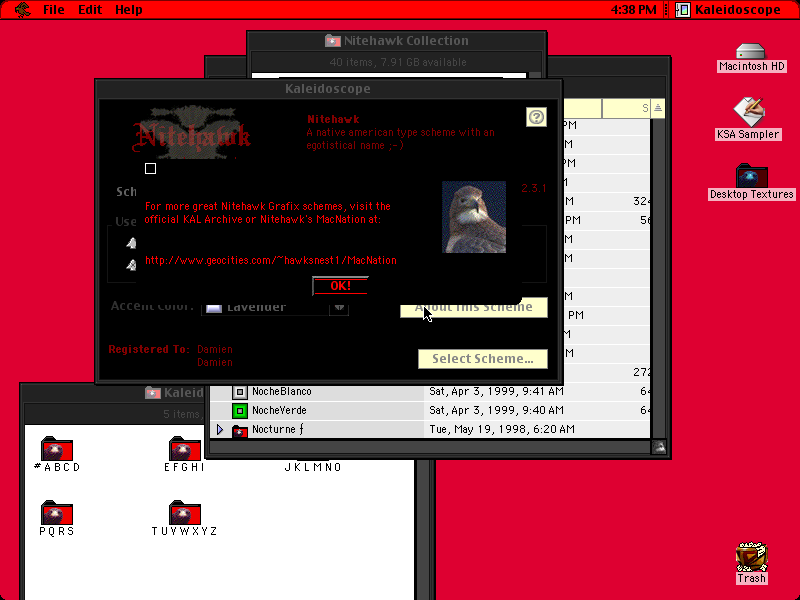 File Edit Help
4:38 PM Kaleidoscope
Nitehawk Collection
40 items, 7.91 GB available
Macintosh HD
KSA Sampler
Desktop Textures
Trash
Kaleidoscope
Nitehawk
Nitehawk
A native american type scheme with an
egotistical name ;-)
2.3.1
For more great Nitehawk Grafix schemes, visit the
official KAL Archive or Nitehawk's MacNation at:
http://www.geocities.com/~hawksnest1/MacNation
OK!
Accent Color: Lavender
About This Scheme
Registered To: Damien
Damien
Select Scheme...
S
PM
M
PM
M
M 324
PM 56
M
M
M
PM
M
M
272
NocheBlanco Sat, Apr 3, 1999, 9:41 AM 64
NocheVerde Sat, Apr 3, 1999, 9:40 AM 64
Nocturne ƒ Tue, May 19, 1998, 6:20 AM
Kaleid
5 items,
#ABCD
EFGHI
JKLMNO
PQRS
TUVWXYZ